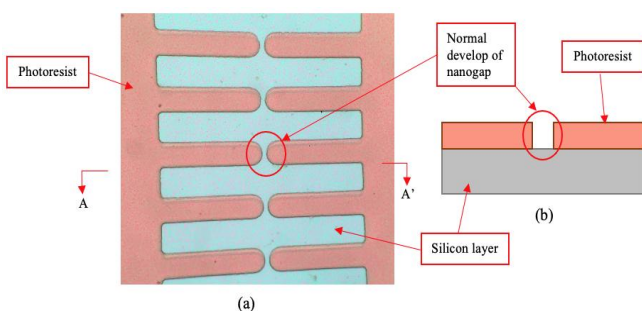 Photoresist
Normal
develop of
nanogap
Photoresist
A
A’
Silicon layer
(a)
(b)